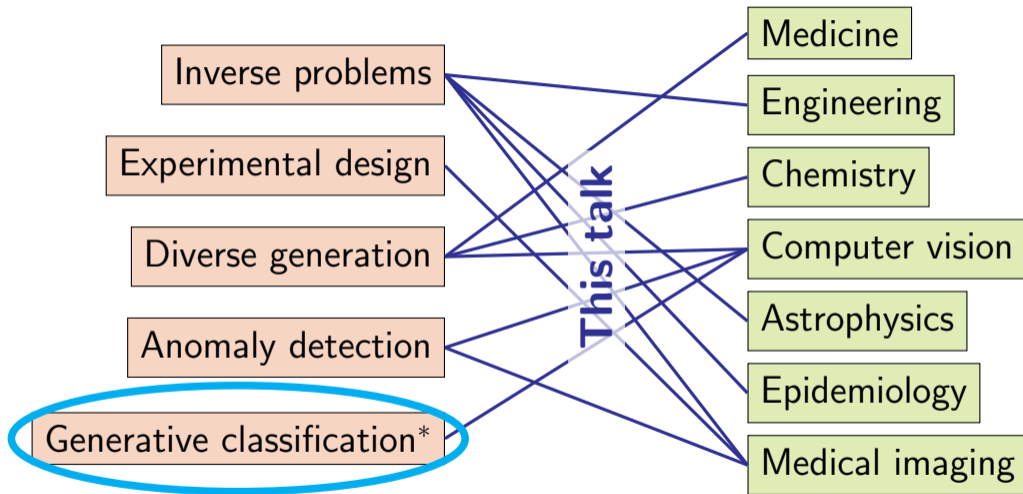 Inverse problems
Experimental design
Diverse generation
Anomaly detection
Generative classification*
This talk
Medicine
Engineering
Chemistry
Computer vision
Astrophysics
Epidemiology
Medical imaging